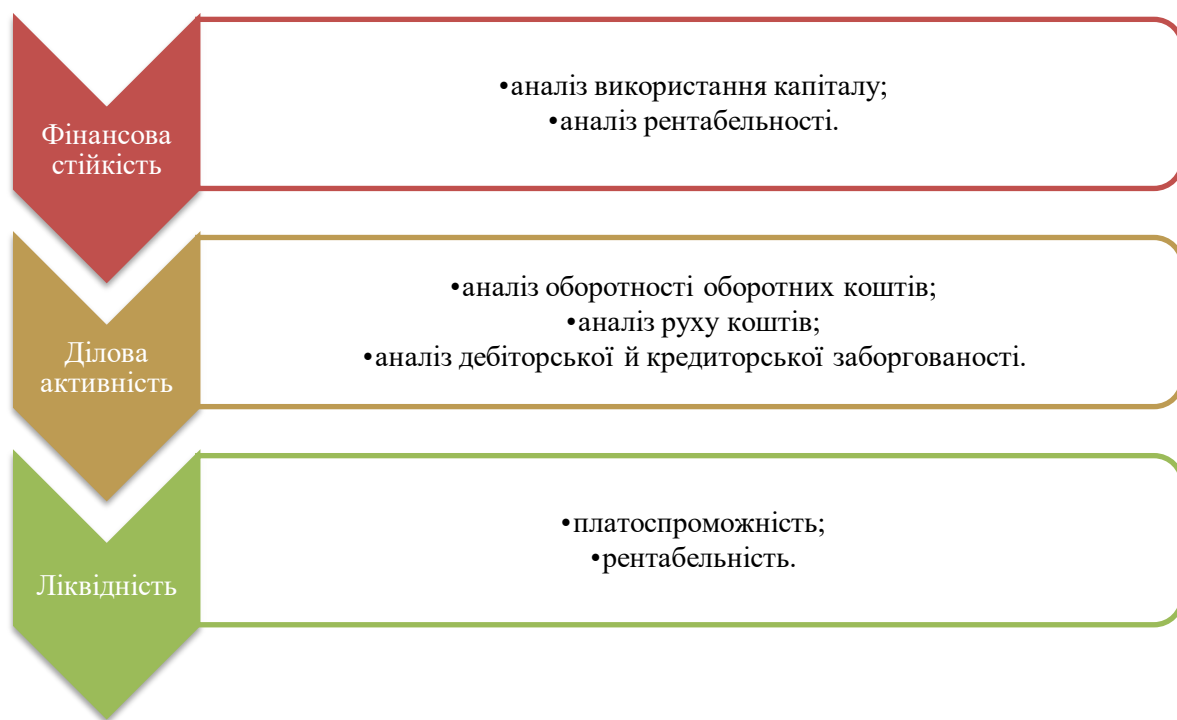 Фінансова
стійкість
•аналіз використання капіталу;
•аналіз рентабельності.
Ділова
активність
•аналіз оборотності оборотних коштів;
•аналіз руху коштів;
•аналіз дебіторської й кредиторської заборгованості.
Ліквідність
•платоспроможність;
•рентабельність.